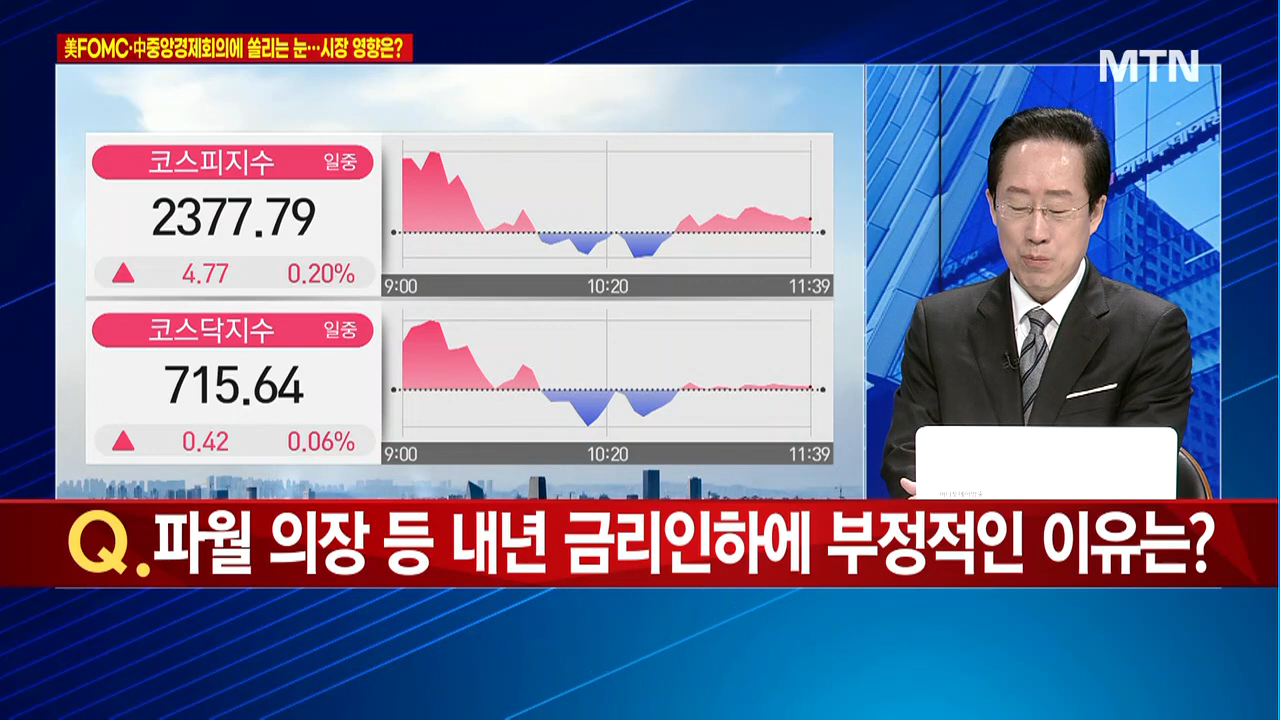 美FOMC·中중앙경제회의에 쏠리는 눈…시장 영향은?
MTN
코스피지수 일중
2377.79
▲ 4.77 0.20%
9:00 10:20 11:39
코스닥지수 일중
715.64
▲ 0.42 0.06%
9:00 10:20 11:39
Q. 파월 의장 등 내년 금리인하에 부정적인 이유는?